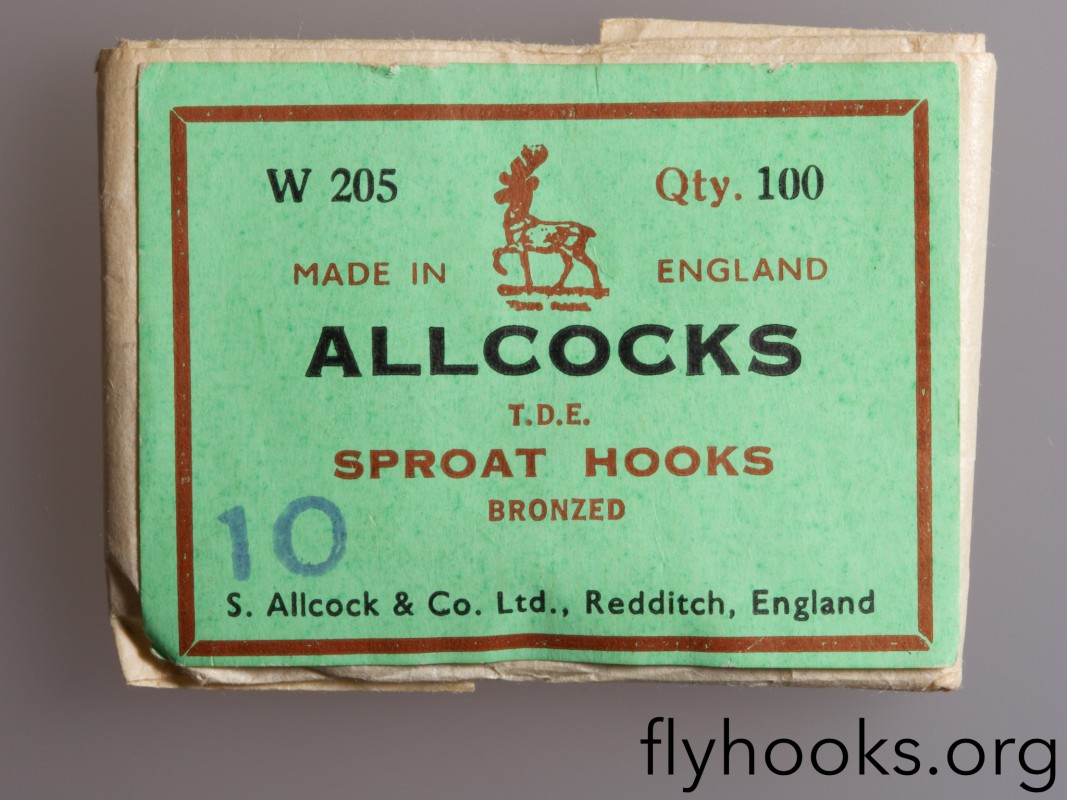 W 205 Qty. 100
MADE IN ENGLAND
ALLCOCKS
T.D.E.
SPROAT HOOKS
BRONZED
10
S. Allcock & Co. Ltd., Redditch, England
flyhooks.org